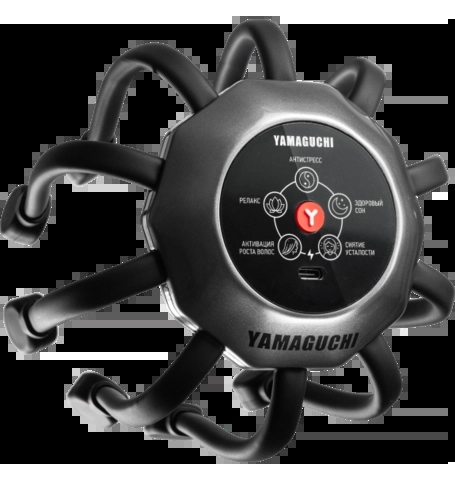 YAMAGUCHI
АНТИСТРЕСС
РЕЛАКС
ЗДОРОВЫЙ
СОН
Y
АКТИВАЦИЯ
РОСТА ВОЛОС
СНЯТИЕ
УСТАЛОСТИ
YAMAGUCHI